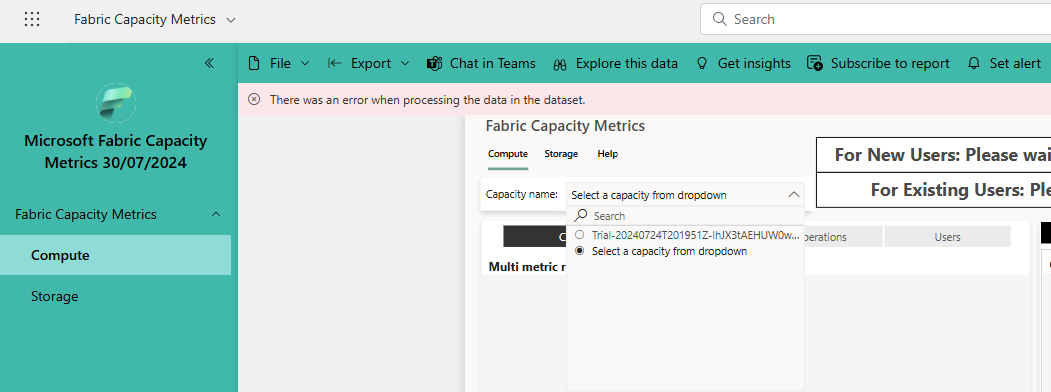 Fabric Capacity Metrics
Search
Microsoft Fabric Capacity
Metrics 30/07/2024
Fabric Capacity Metrics
Compute
Storage
File
Export
Chat in Teams
Explore this data
Get insights
Subscribe to report
Set alert
There was an error when processing the data in the dataset.
Fabric Capacity Metrics
Compute Storage Help
For New Users: Please wai
For Existing Users: Ple
Capacity name: Select a capacity from dropdown
Search
Trial-20240724T201951Z-IhJX3tAEHUW0w...
Select a capacity from dropdown
C
perations
Users
Multi metric r